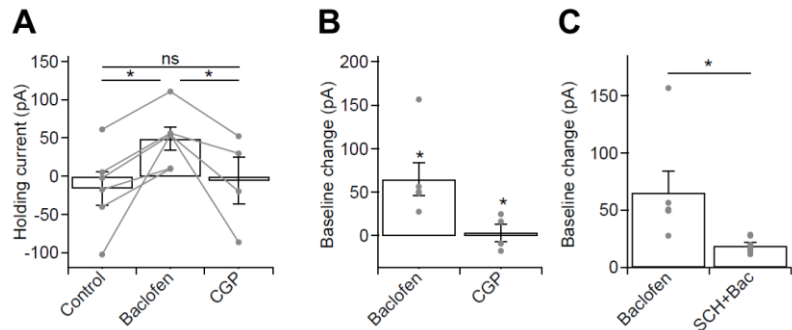 A
B
C
Holding current (pA)
150
100
50
0
-50
-100
ns
*
*
Control
Baclofen
CGP
Baseline change (pA)
200
150
100
50
0
*
*
Baclofen
CGP
Baseline change (pA)
150
100
50
0
*
Baclofen
SCH+Bac